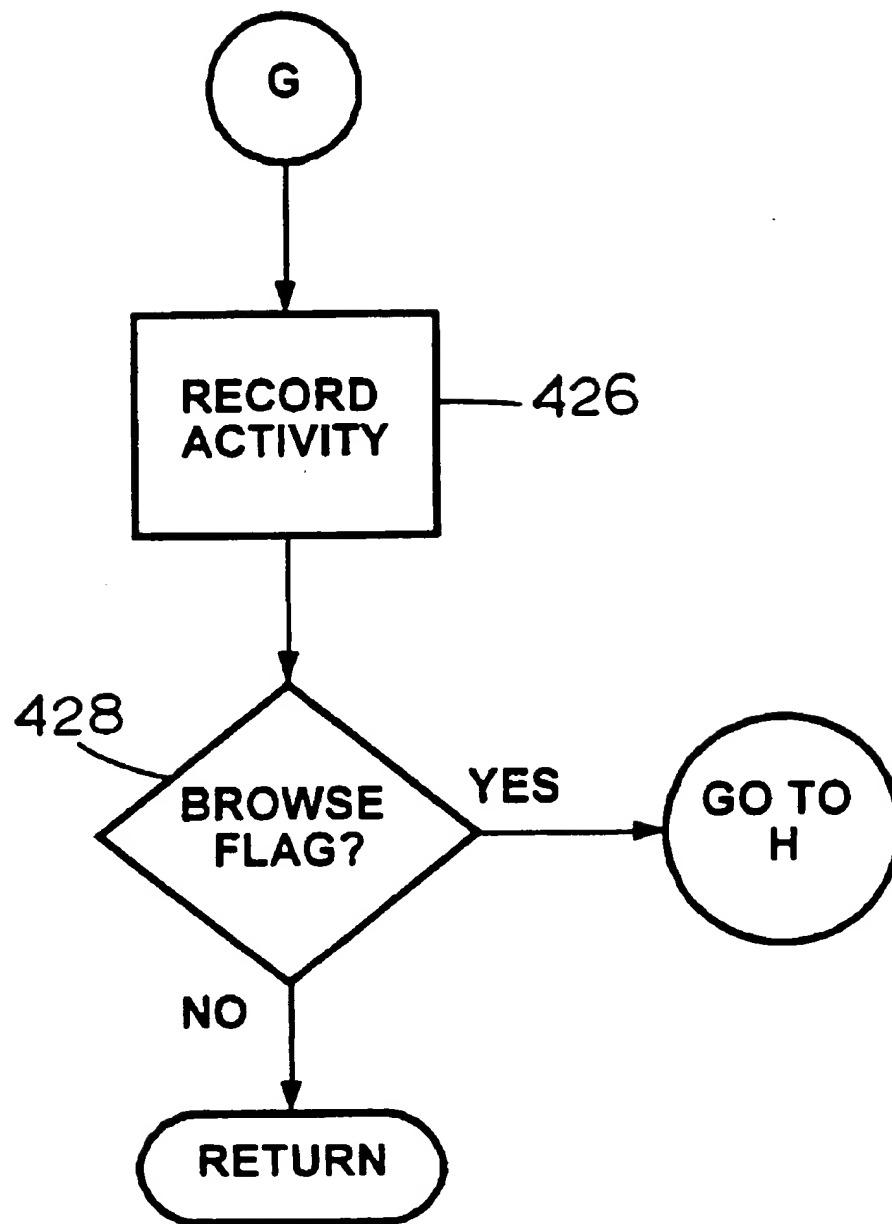 G
RECORD
ACTIVITY
426
428
BROWSE
FLAG?
YES
GO TO
H
NO
RETURN